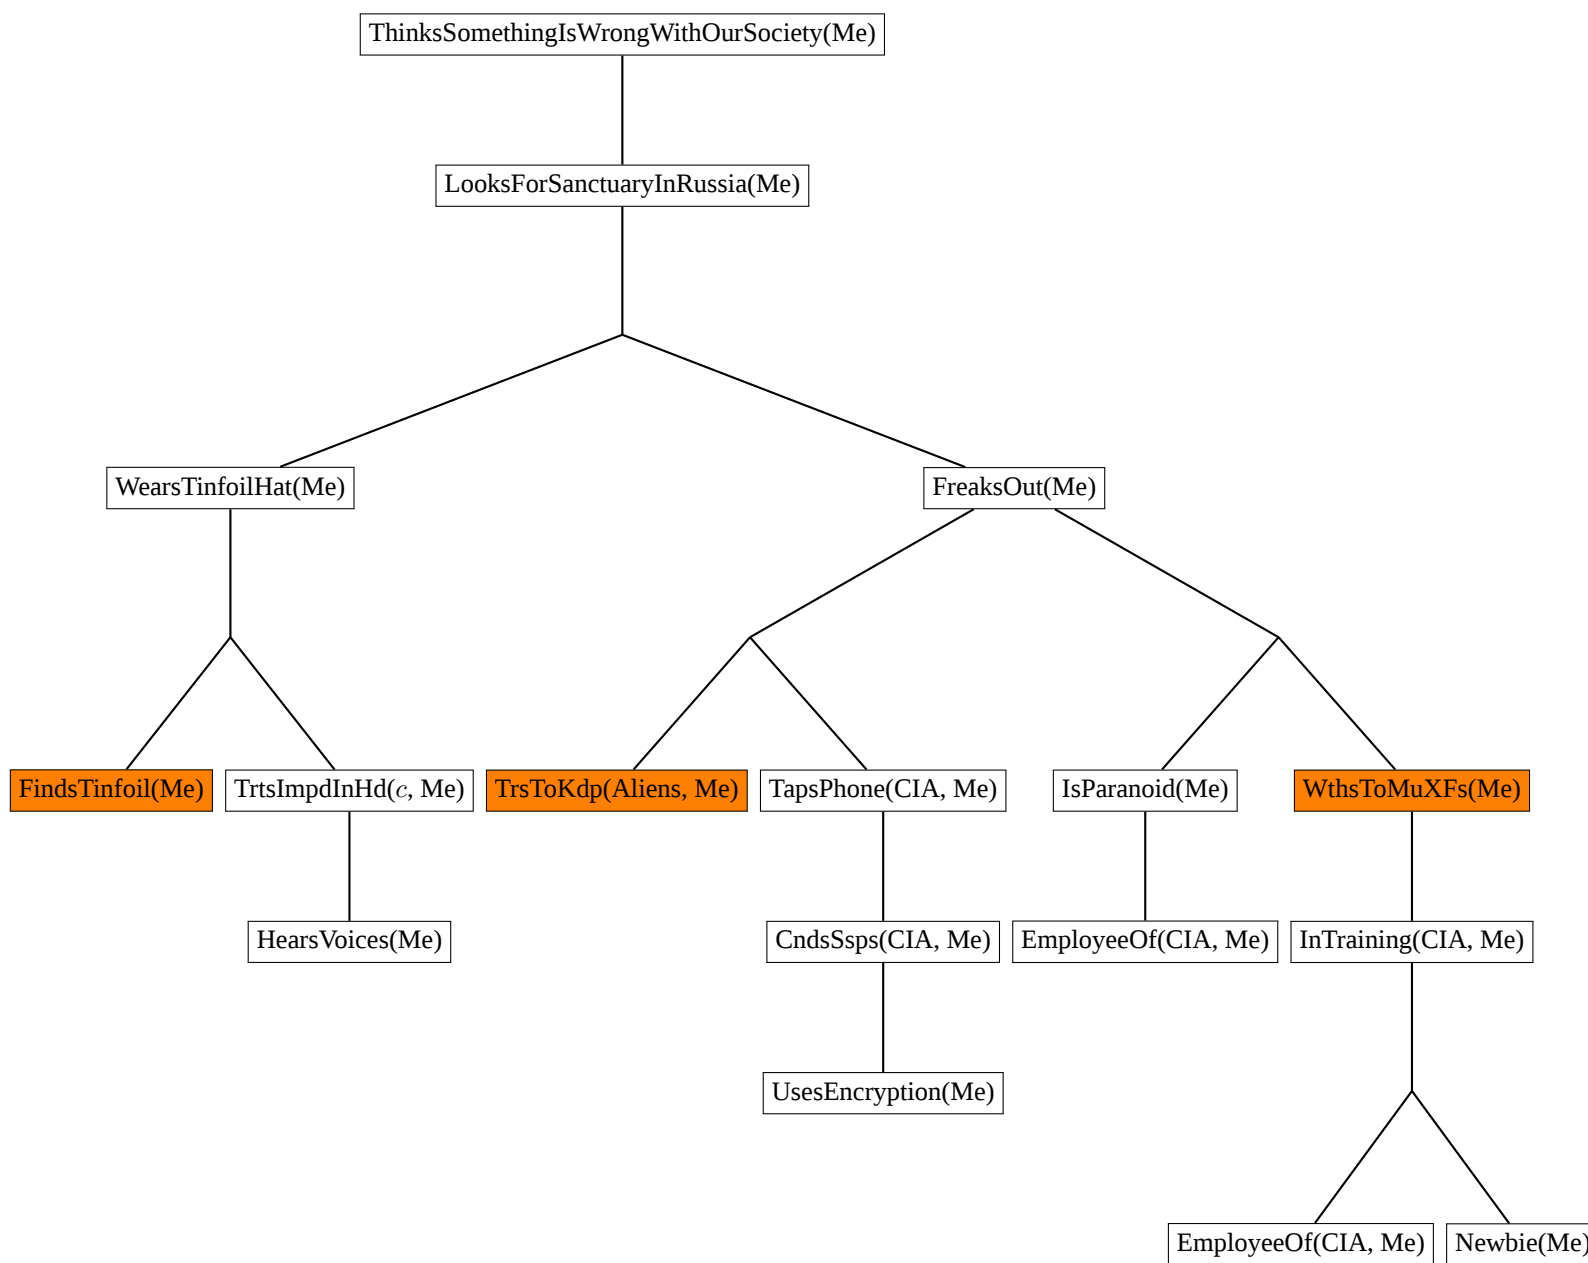 ThinksSomethingIsWrongWithOurSociety(Me)
LooksForSanctuaryInRussia(Me)
WearsTinfoilHat(Me)
FreaksOut(Me)
FindsTinfoil(Me)
TrtsImpdInHd(c, Me)
TrsToKdp(Aliens, Me)
TapsPhone(CIA, Me)
IsParanoid(Me)
WthsToMuXFs(Me)
HearsVoices(Me)
CndsSsps(CIA, Me)
EmployeeOf(CIA, Me)
InTraining(CIA, Me)
UsesEncryption(Me)
EmployeeOf(CIA, Me)
Newbie(Me)